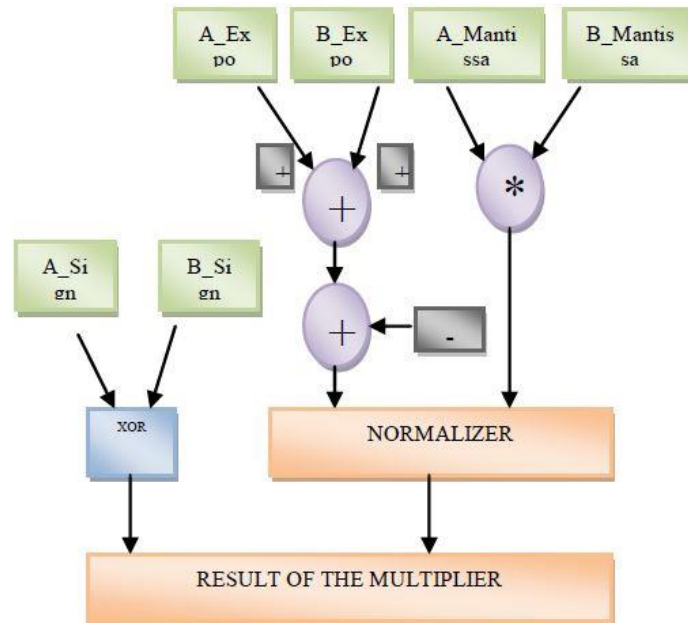 A_Ex
po
B_Ex
po
A_Manti
ssa
B_Mantis
sa
+
+
+
*
A_Si
gn
B_Si
gn
+
-
XOR
NORMALIZER
RESULT OF THE MULTIPLIER